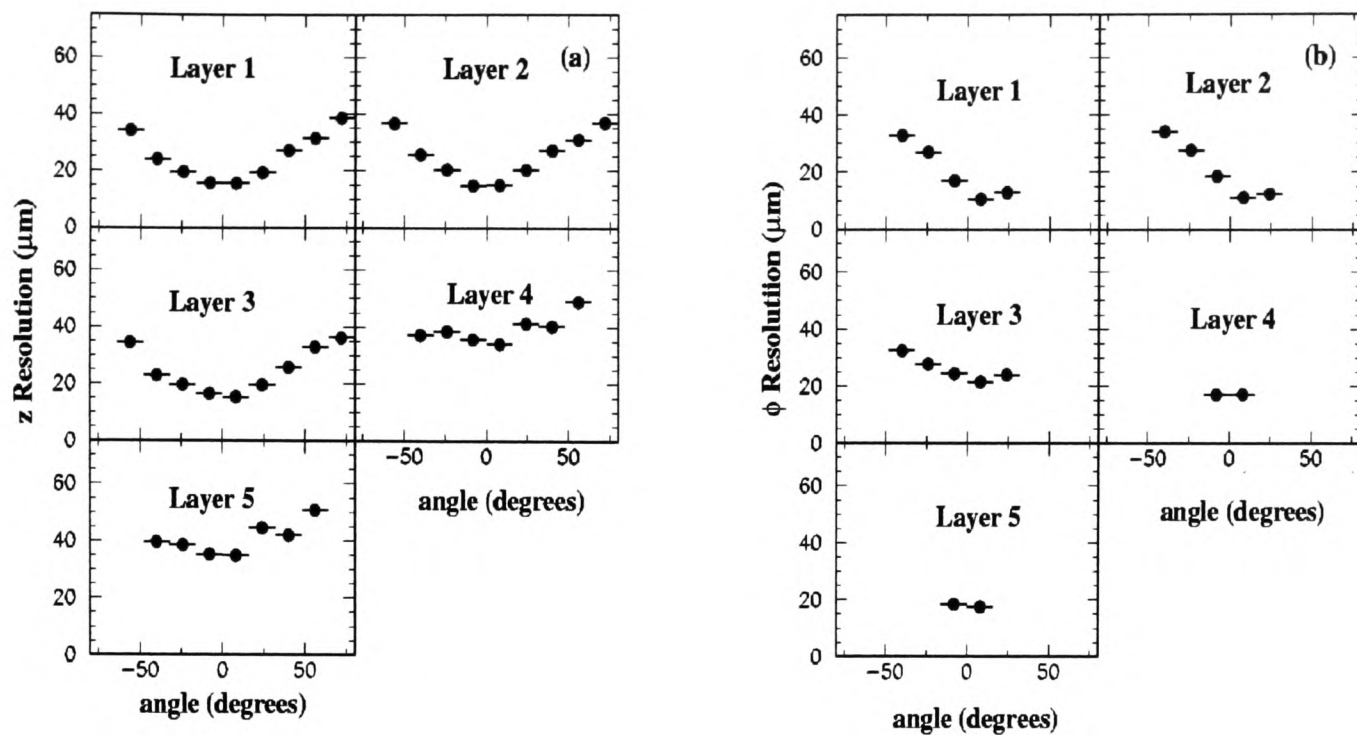 z Resolution (μm)
60
40
20
0
60
40
20
0
60
40
20
0
Layer 1
Layer 2
(a)
Layer 3
Layer 4
Layer 5
−50
0
50
angle (degrees)
−50
0
50
angle (degrees)
ϕ Resolutiion (μm)
60
40
20
0
60
40
20
0
60
40
20
0
Layer 1
Layer 2
(b)
Layer 3
Layer 4
Layer 5
−50
0
50
angle (degrees)
−50
0
50
angle (degrees)